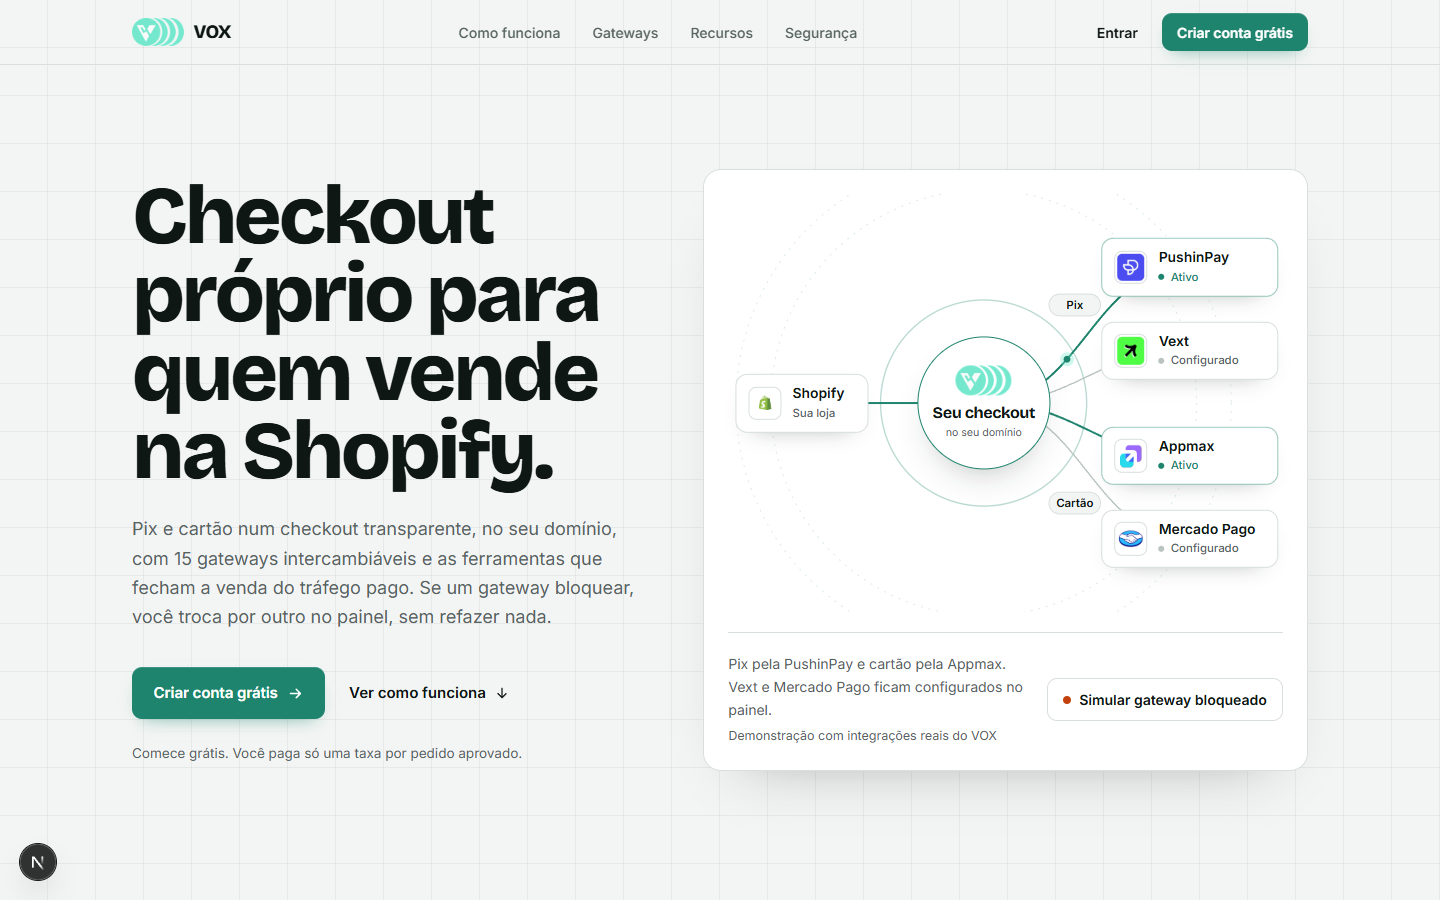 VOX
Como funciona
Gateways
Recursos
Segurança
Entrar
Criar conta grátis
Checkout
próprio para
quem vende
na Shopify.
Pix e cartão num checkout transparente, no seu domínio,
com 15 gateways intercambiáveis e as ferramentas que
fecham a venda do tráfego pago. Se um gateway bloquear,
você troca por outro no painel, sem refazer nada.
Criar conta grátis →
Ver como funciona ↓
Comece grátis. Você paga só uma taxa por pedido aprovado.
Shopify
Sua loja
Seu checkout
no seu domínio
Pix
PushinPay
Ativo
Vext
Configurado
Appmax
Ativo
Cartão
Mercado Pago
Configurado
Pix pela PushinPay e cartão pela Appmax.
Vext e Mercado Pago ficam configurados no
painel.
Demonstração com integrações reais do VOX
Simular gateway bloqueado
N